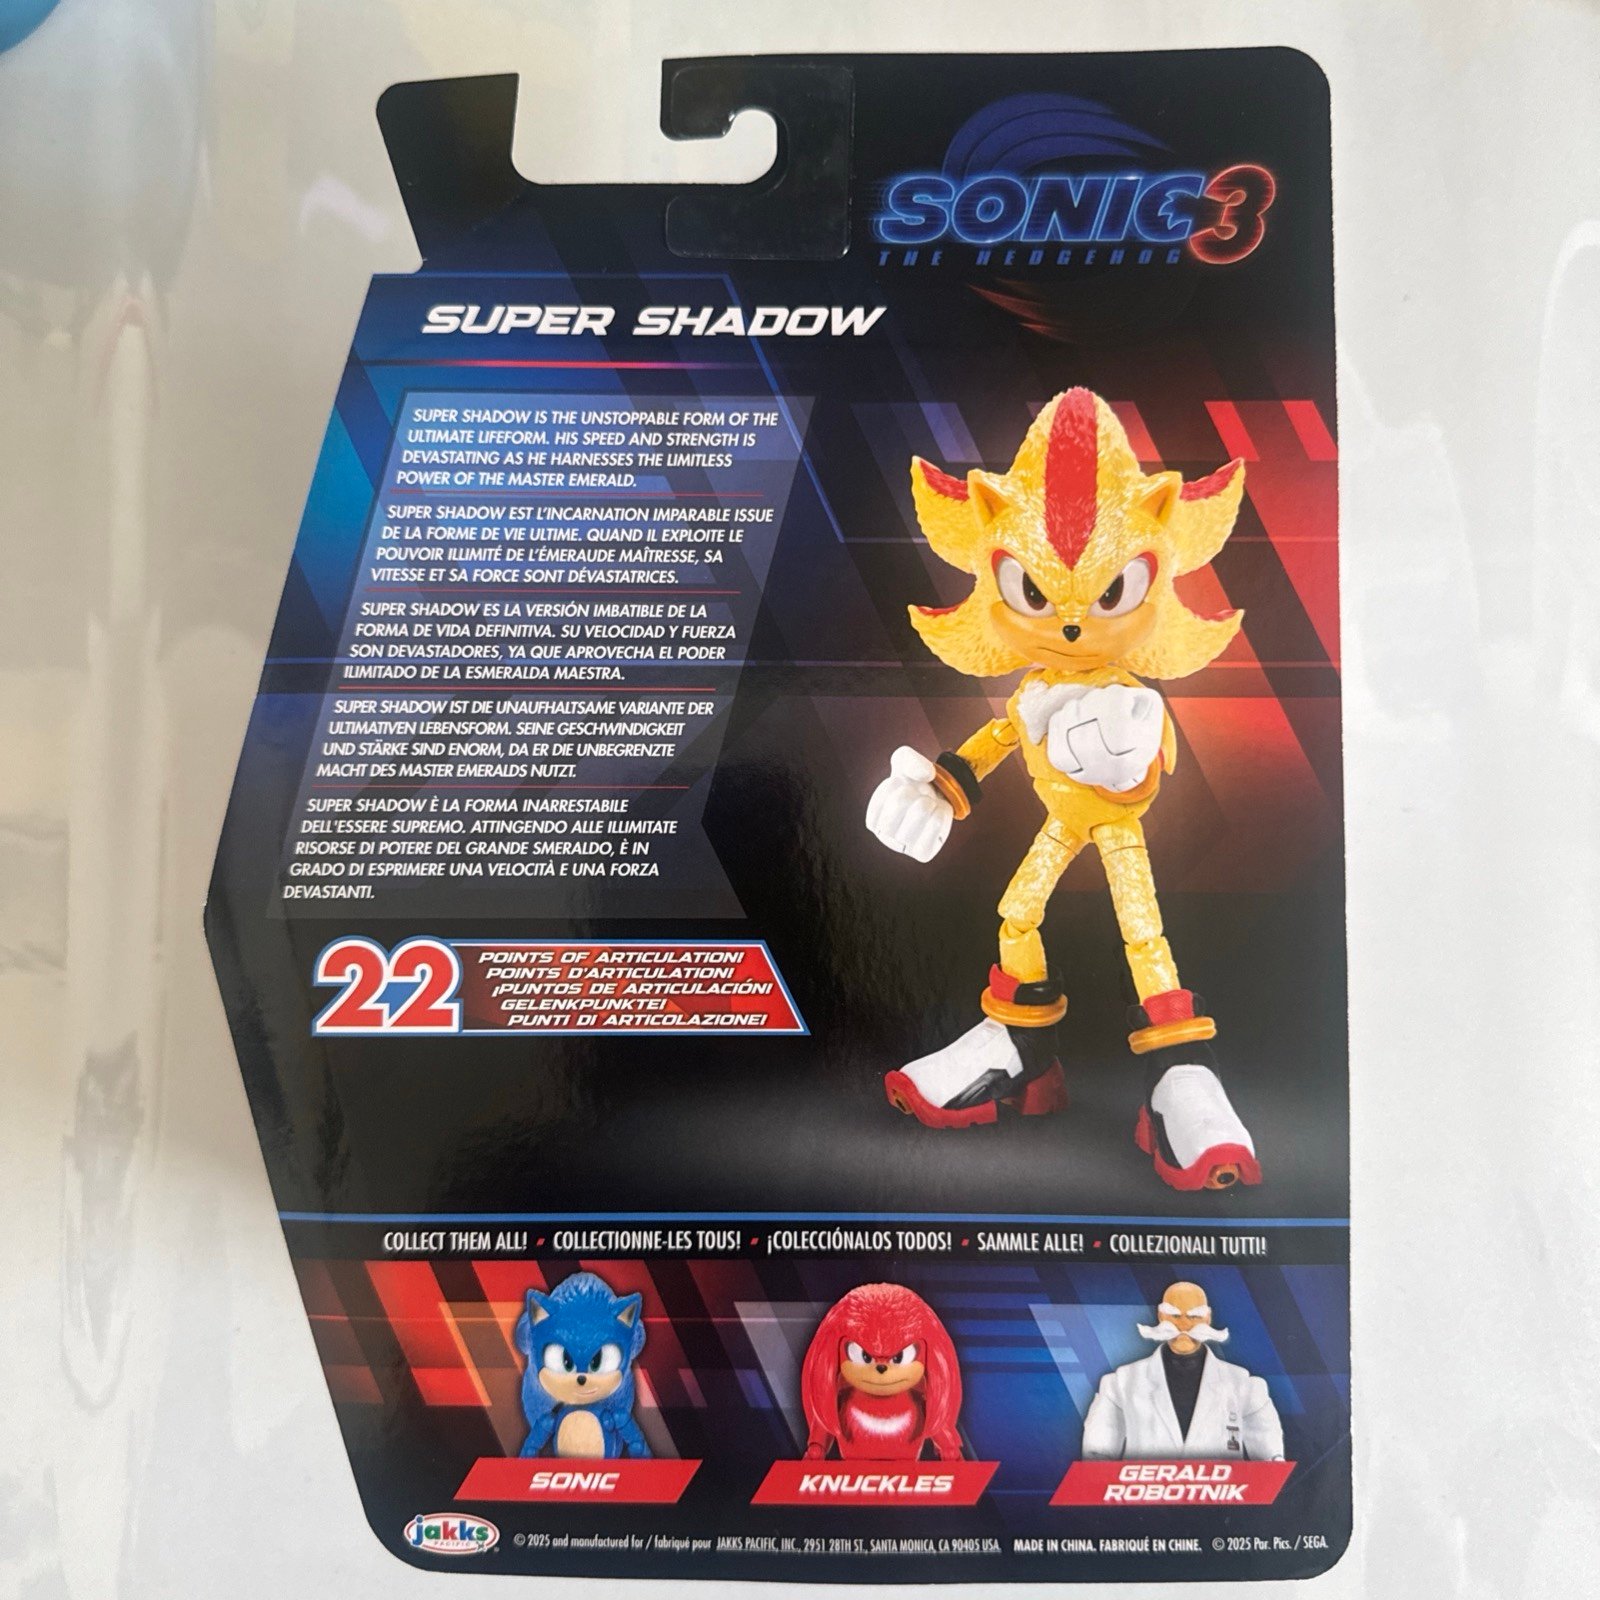 SONIC 3
THE HEDGEHOG
SUPER SHADOW
SUPER SHADOW IS THE UNSTOPPABLE FORM OF THE
ULTIMATE LIFEFORM. HIS SPEED AND STRENGTH IS
DEVASTATING AS HE HARNESSES THE LIMITLESS
POWER OF THE MASTER EMERALD.
SUPER SHADOW EST L'INCARNATION IMPARABLE ISSUE
DE LA FORME DE VIE ULTIME. QUAND IL EXPLOITE LE
POUVOIR ILLIMITÉ DE L'ÉMERAUDE MAÎTRESSE, SA
VITESSE ET SA FORCE SONT DÉVASTATRICES.
SUPER SHADOW ES LA VERSIÓN IMBATIBLE DE LA
FORMA DE VIDA DEFINITIVA. SU VELOCIDAD Y FUERZA
SON DEVASTADORES, YA QUE APROVECHA EL PODER
ILIMITADO DE LA ESMERALDA MAESTRA.
SUPER SHADOW IST DIE UNAUFHALTSAME VARIANTE DER
ULTIMATIVEN LEBENSFORM. SEINE GESCHWINDIGKEIT
UND STÄRKE SIND ENORM, DA ER DIE UNBEGRENZTE
MACHT DES MASTER EMERALDS NUTZT.
SUPER SHADOW È LA FORMA INARRESTABILE
DELL'ESSERE SUPREMO. ATTINGENDO ALLE ILLIMITATE
RISORSE DI POTERE DEL GRANDE SMERALDO, È IN
GRADO DI ESPRIMERE UNA VELOCITÀ E UNA FORZA
DEVASTANTI.
22
POINTS OF ARTICULATION!
POINTS D'ARTICULATION!
¡PUNTOS DE ARTICULACIÓN!
GELENKPUNKTE!
PUNTI DI ARTICOLAZIONE!
COLLECT THEM ALL! • COLLECTIONNE-LES TOUS! • ¡COLECCIÓNALOS TODOS! • SAMMLE ALLE! • COLLEZIONALI TUTTI!
SONIC
KNUCKLES
GERALD
ROBOTNIK
jakks
PACIFIC
© 2025 and manufactured for / fabriqué pour JAKKS PACIFIC, INC., 2951 28TH ST., SANTA MONICA, CA 90405 USA. MADE IN CHINA. FABRIQUÉ EN CHINE. © 2025 Par. Pics. / SEGA.